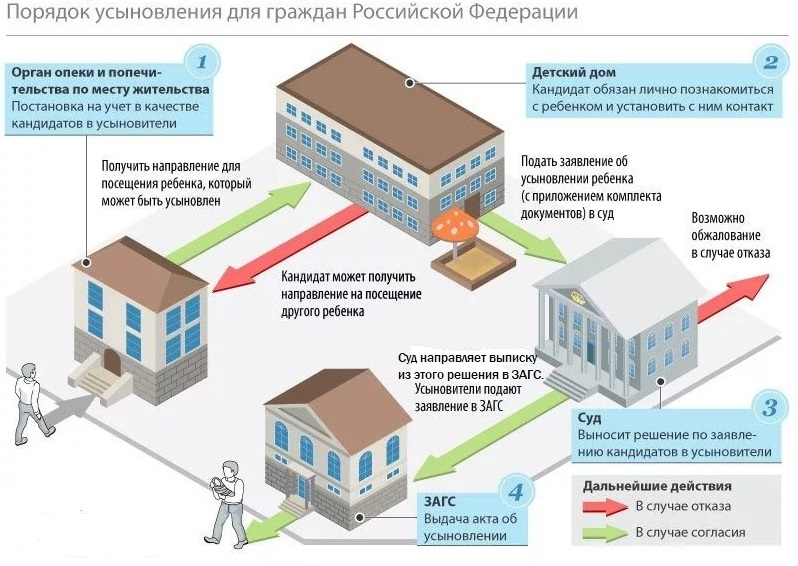 Порядок усыновления для граждан Российской Федерации
1
Орган опеки и попечи-
тельства по месту жительства
Постановка на учет в качестве
кандидатов в усыновители
2
Детский дом
Кандидат обязан лично познакомиться
с ребенком и установить с ним контакт
Получить направление для
посещения ребенка, который
может быть усыновлен
Подать заявление об
усыновлении ребенка
(с приложением комплекта
документов) в суд
Возможно
обжалование
в случае отказа
Кандидат может получить
направление на посещение
другого ребенка
Суд направляет выписку
из этого решения в ЗАГС.
Усыновители подают
заявление в ЗАГС
3
Суд
Выносит решение по заявле-
нию кандидатов в усыновители
4
ЗАГС
Выдача акта об
усыновлении
Дальнейшие действия
В случае отказа
В случае согласия